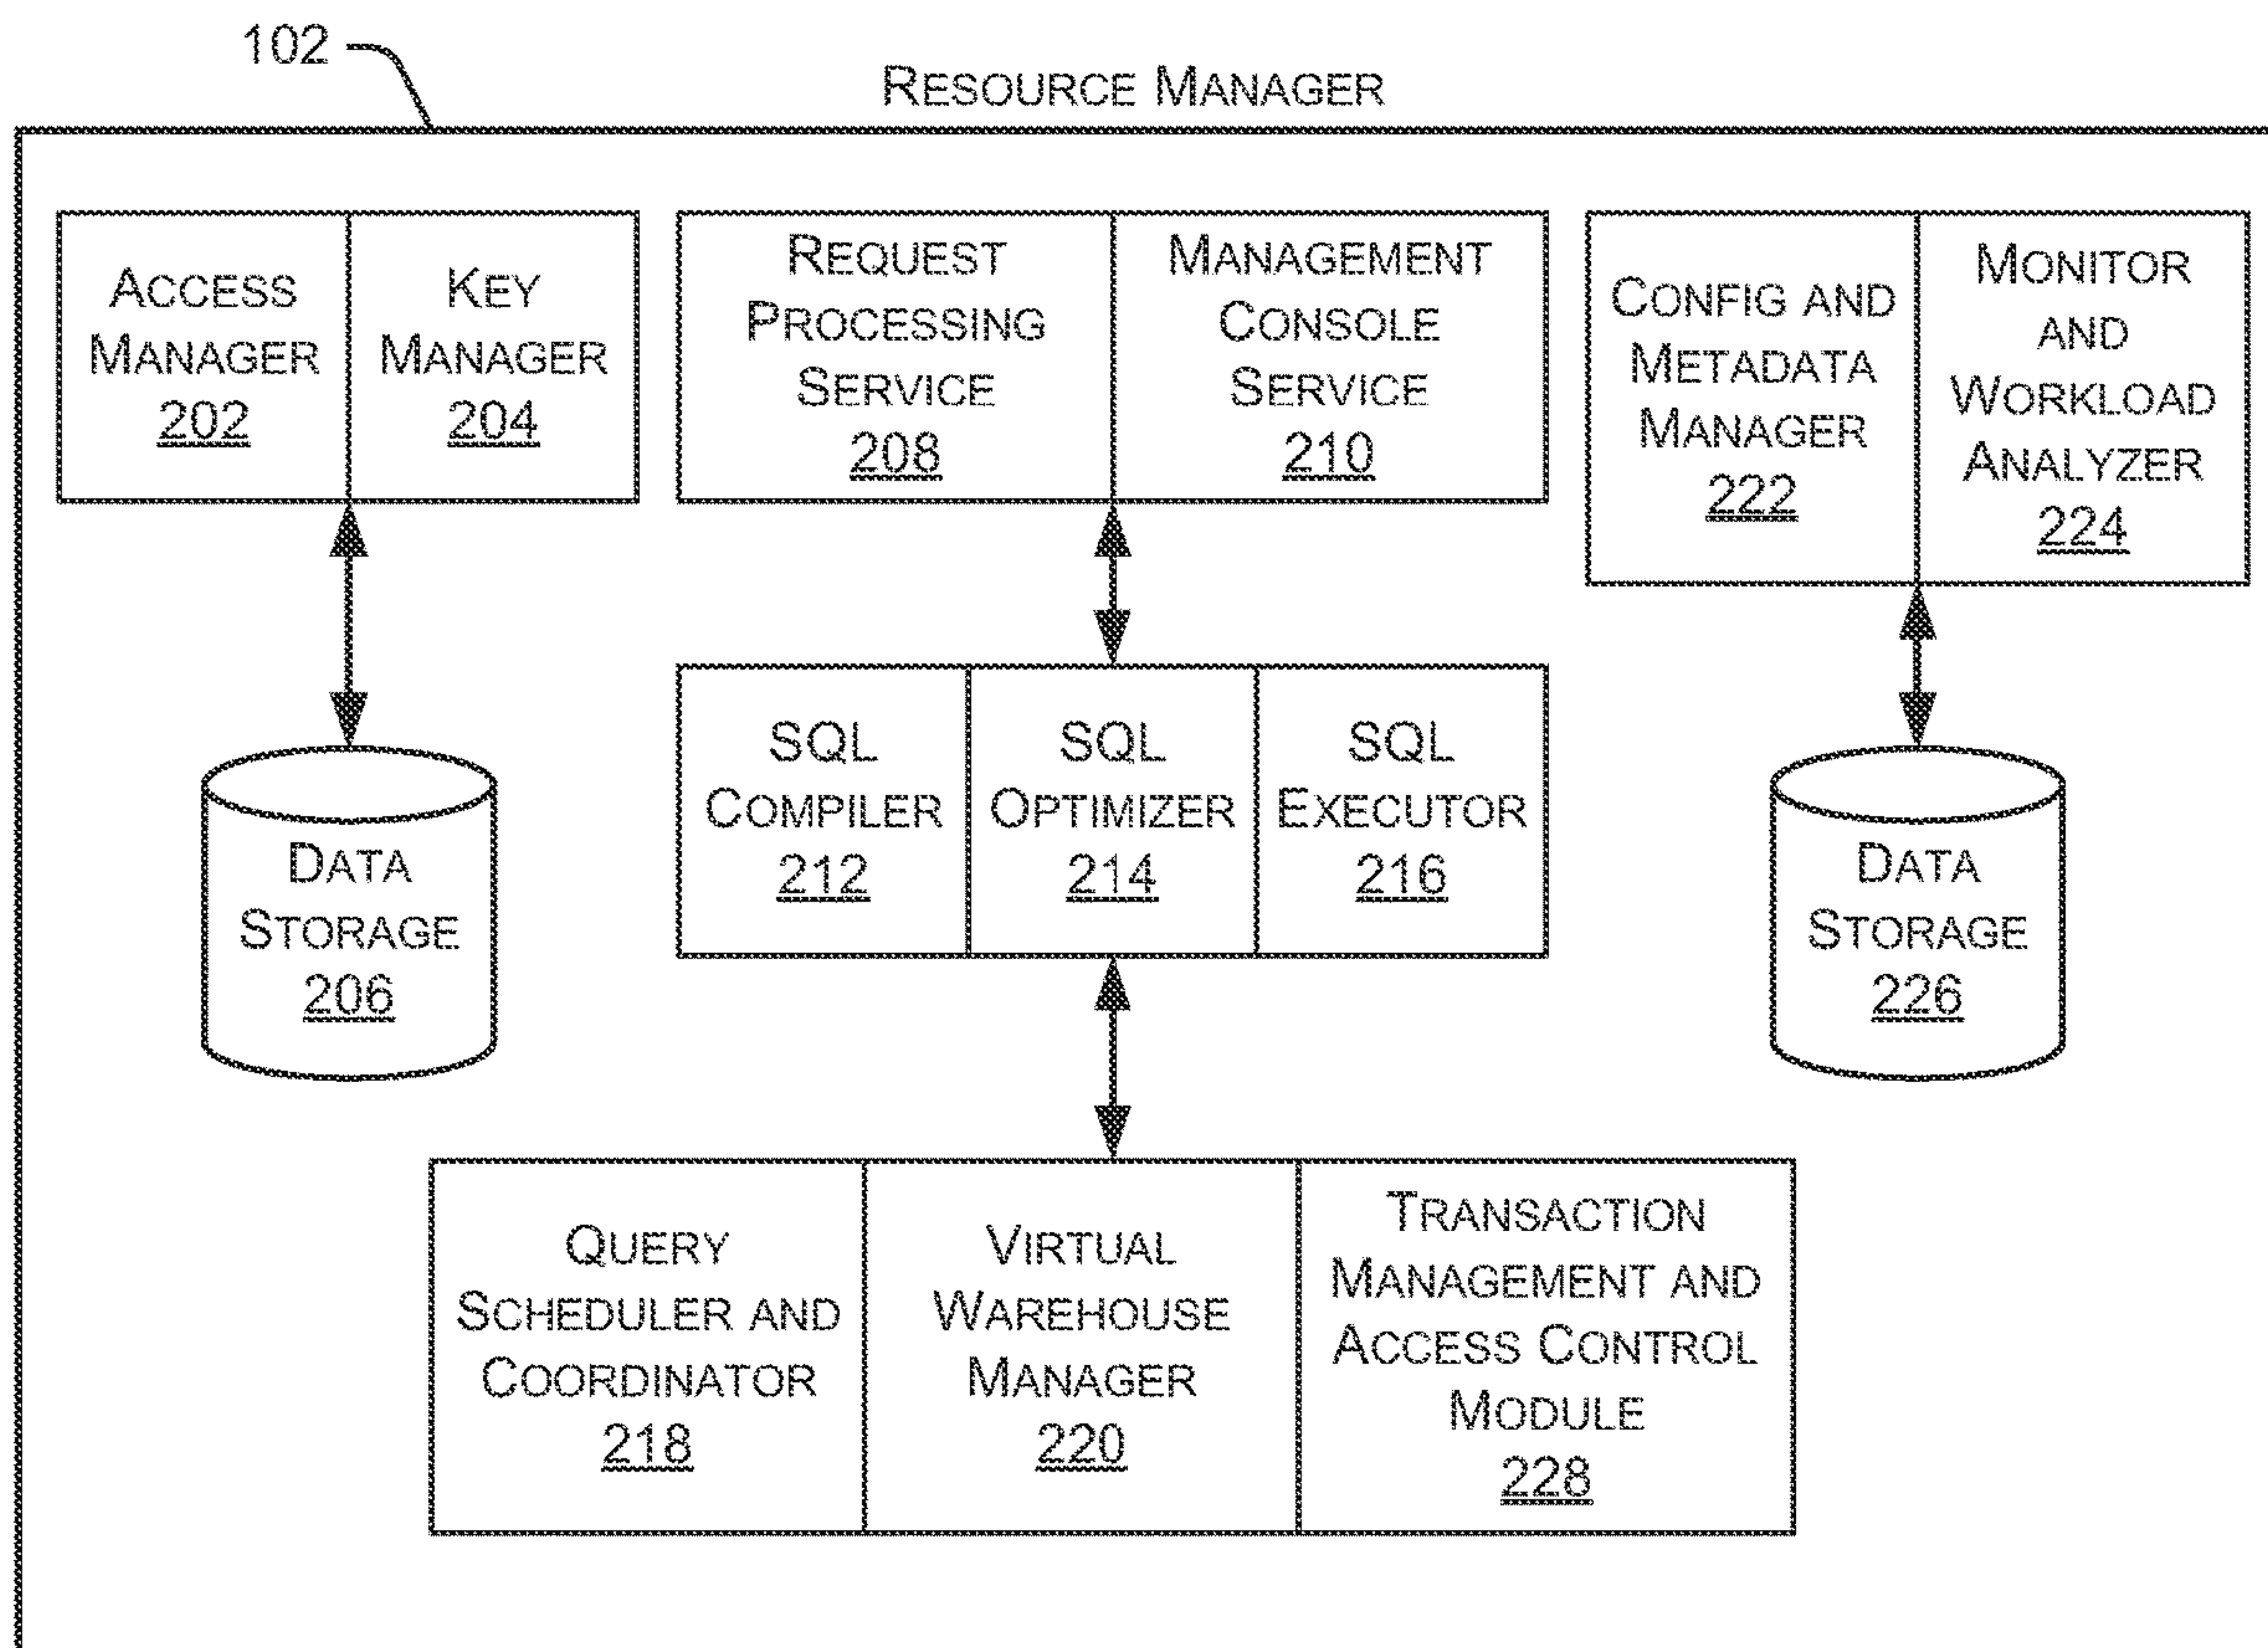 102
RESOURCE MANAGER
ACCESS
MANAGER
202
KEY
MANAGER
204
REQUEST
PROCESSING
SERVICE
208
MANAGEMENT
CONSOLE
SERVICE
210
CONFIG AND
METADATA
MANAGER
222
MONITOR
AND
WORKLOAD
ANALYZER
224
DATA
STORAGE
206
SQL
COMPILER
212
SQL
OPTIMIZER
214
SQL
EXECUTOR
216
DATA
STORAGE
226
QUERY
SCHEDULER AND
COORDINATOR
218
VIRTUAL
WAREHOUSE
MANAGER
220
TRANSACTION
MANAGEMENT AND
ACCESS CONTROL
MODULE
228